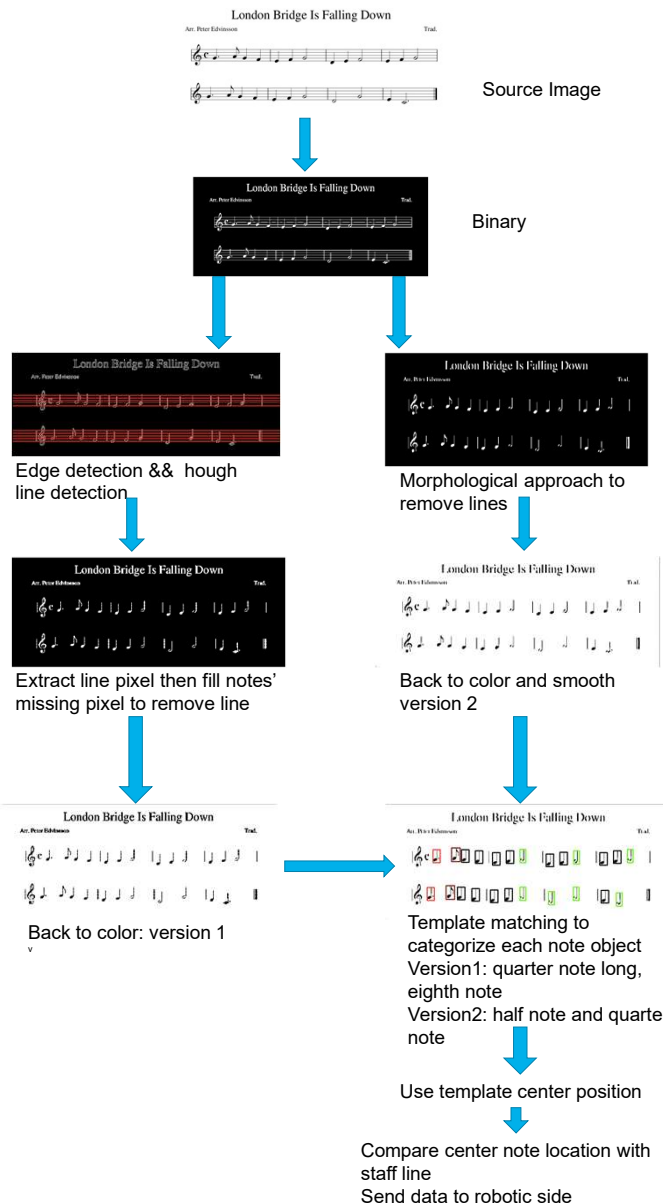 London Bridge Is Falling Down
Arr. Peter Edvinsson Trad.
Source Image
London Bridge Is Falling Down
Arr. Peter Edvinsson Trad.
Binary
London Bridge Is Falling Down
Arr. Peter Edvinsson Trad.
Edge detection && hough
line detection
London Bridge Is Falling Down
Arr. Peter Edvinsson Trad.
Morphological approach to
remove lines
London Bridge Is Falling Down
Arr. Peter Edvinsson Trad.
Extract line pixel then fill notes’
missing pixel to remove line
London Bridge Is Falling Down
Arr. Peter Edvinsson Trad.
Back to color and smooth
version 2
London Bridge Is Falling Down
Arr. Peter Edvinsson Trad.
Back to color: version 1
v
London Bridge Is Falling Down
Arr. Peter Edvinsson Trad.
Template matching to
categorize each note object
Version1: quarter note long,
eighth note
Version2: half note and quarte
note
Use template center position
Compare center note location with
staff line
Send data to robotic side